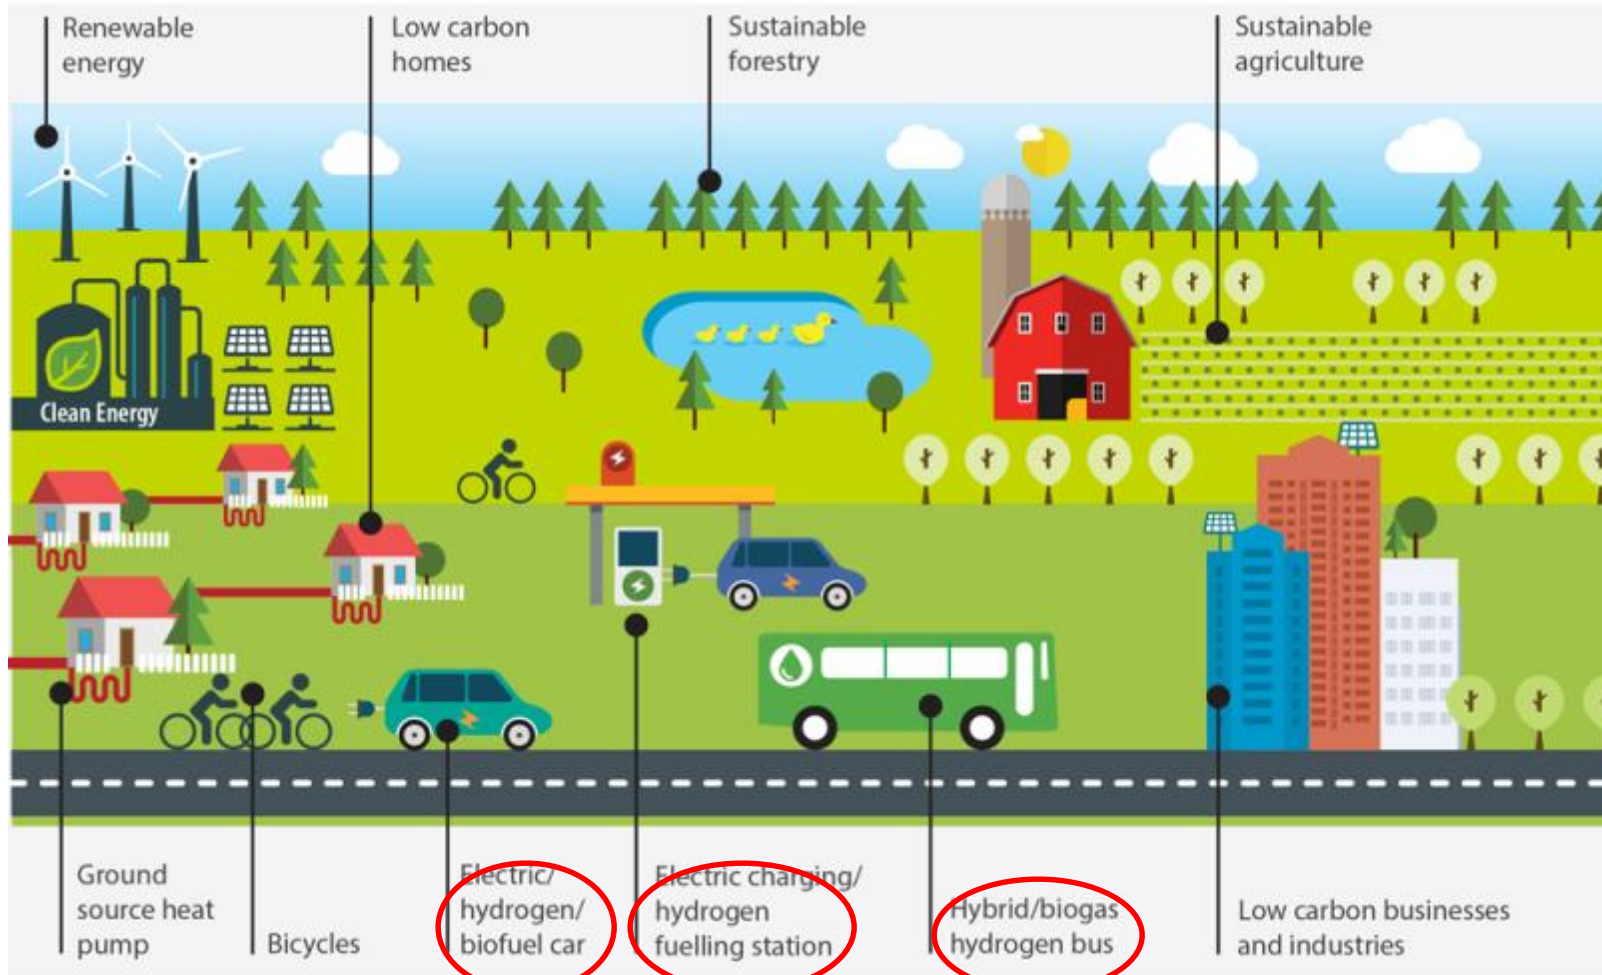 Renewable
energy
Low carbon
homes
Sustainable
forestry
Sustainable
agriculture
Clean Energy
Ground
source heat
pump
Bicycles
Electric/
hydrogen/
biofuel car
Electric charging/
hydrogen
fuelling station
Hybrid/biogas
hydrogen bus
Low carbon businesses
and industries